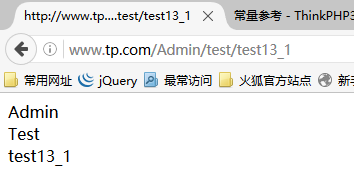 http://www.tp....test/test13_1 × 常量参考 - ThinkPHP3
www.tp.com/Admin/test/test13_1
常用网址 jQuery 最常访问 火狐官方站点 新手
Admin
Test
test13_1